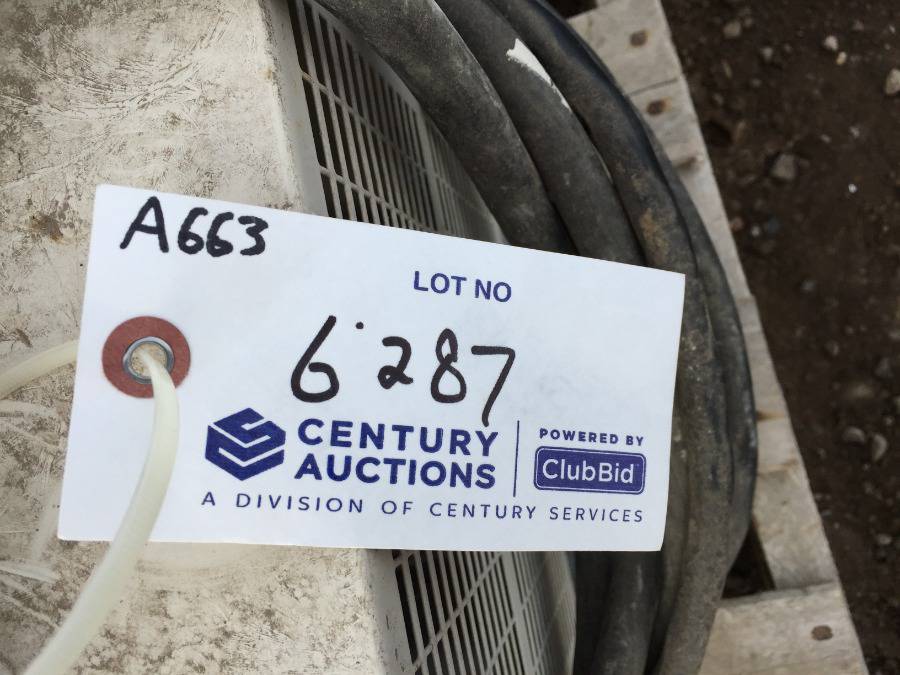 A663
LOT NO
6287
CENTURY
AUCTIONS
POWERED BY
ClubBid
A DIVISION OF CENTURY SERVICES